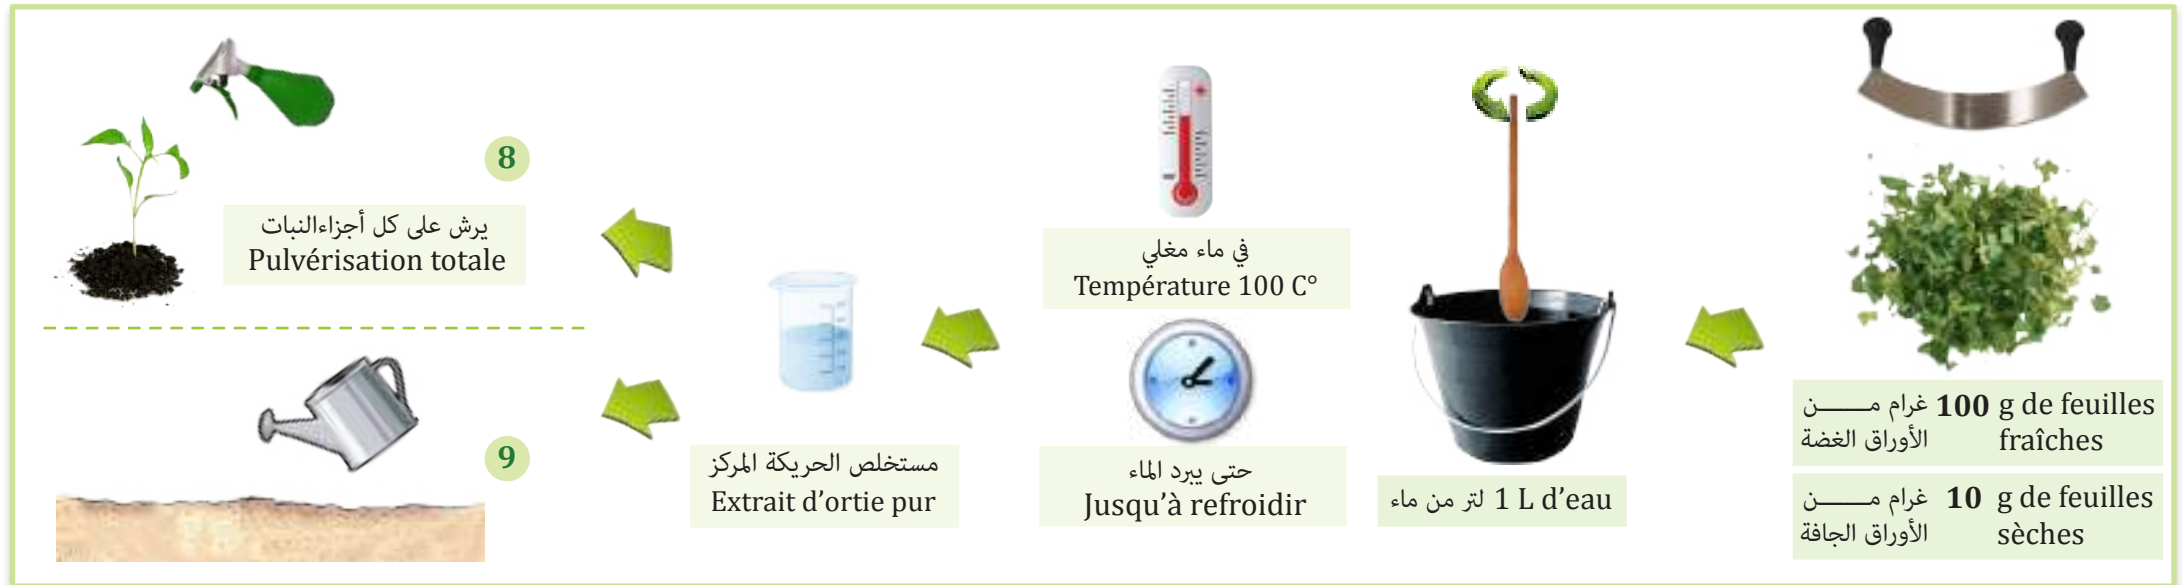 100 g de feuilles fraîches
غرام مـــــن الأوراق الغضة
10 g de feuilles sèches
غرام مـــــن الأوراق الجافة
1 L d’eau لتر من ماء
في ماء مغلي
Température 100 C°
حتى يبرد الماء
Jusqu’à refroidir
مستخلص الحريكة المركز
Extrait d’ortie pur
8
يرش على كل أجزاءالنبات
Pulvérisation totale
9